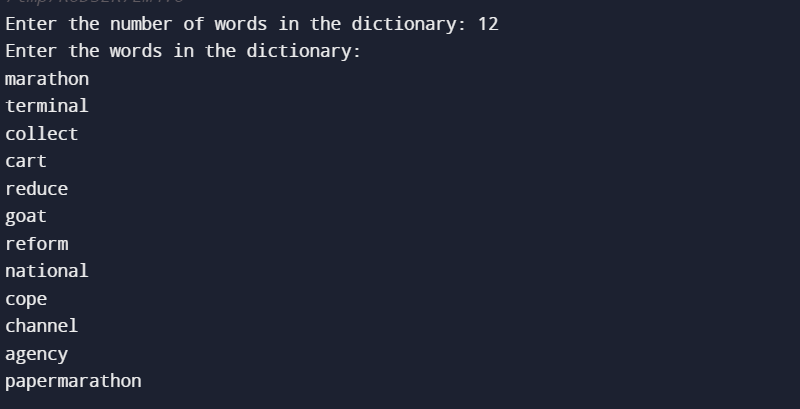 Enter the number of words in the dictionary: 12
Enter the words in the dictionary:
marathon
terminal
collect
cart
reduce
goat
reform
national
cope
channel
agency
papermarathon